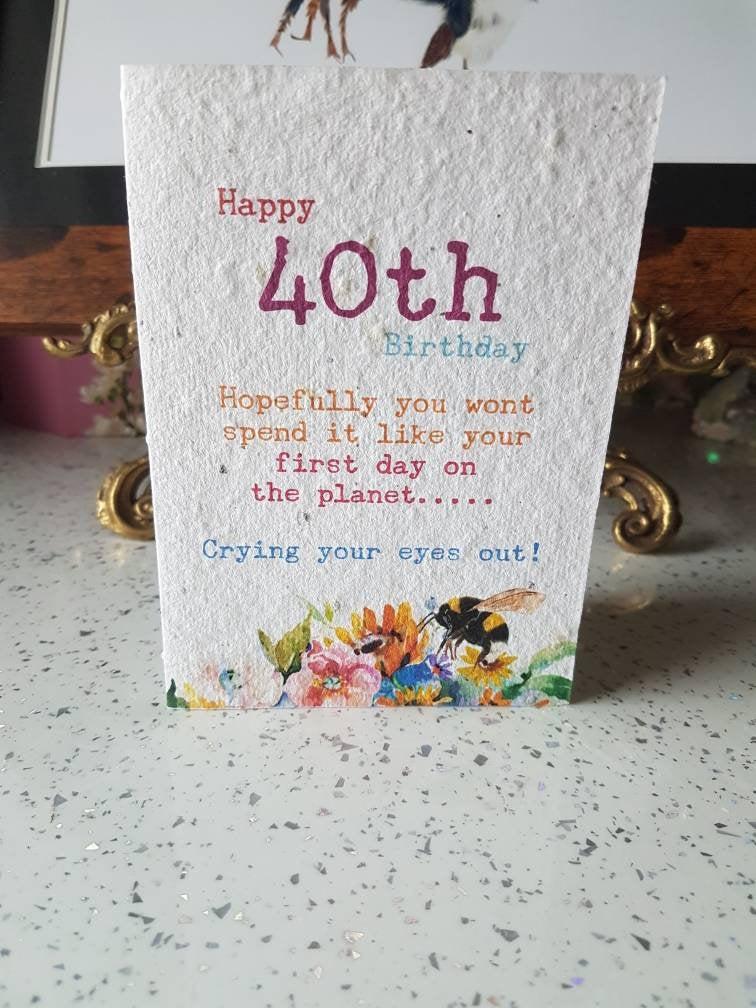 Happy
40th
Birthday
Hopefully you wont
spend it like your
first day on
the planet.....
Crying your eyes out!